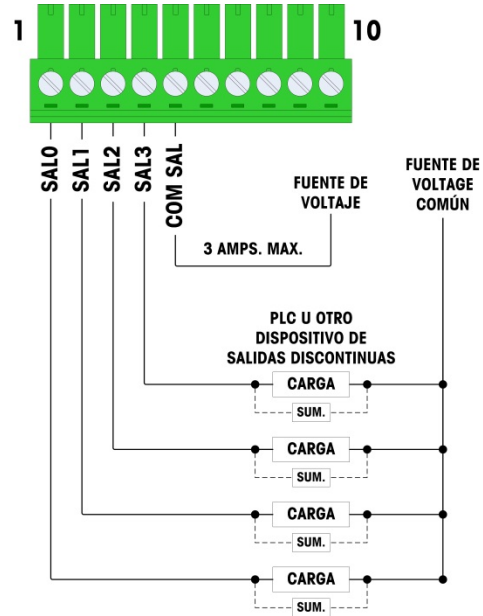 1
10
SAL0
SAL1
SAL2
SAL3
COM SAL
FUENTE DE
VOLTAJE
FUENTE DE
VOLTAGE
COMÚN
3 AMPS. MAX.
PLC U OTRO
DISPOSITIVO DE
SALIDAS DISCONTINUAS
CARGA
SUM.
CARGA
SUM.
CARGA
SUM.
CARGA
SUM.